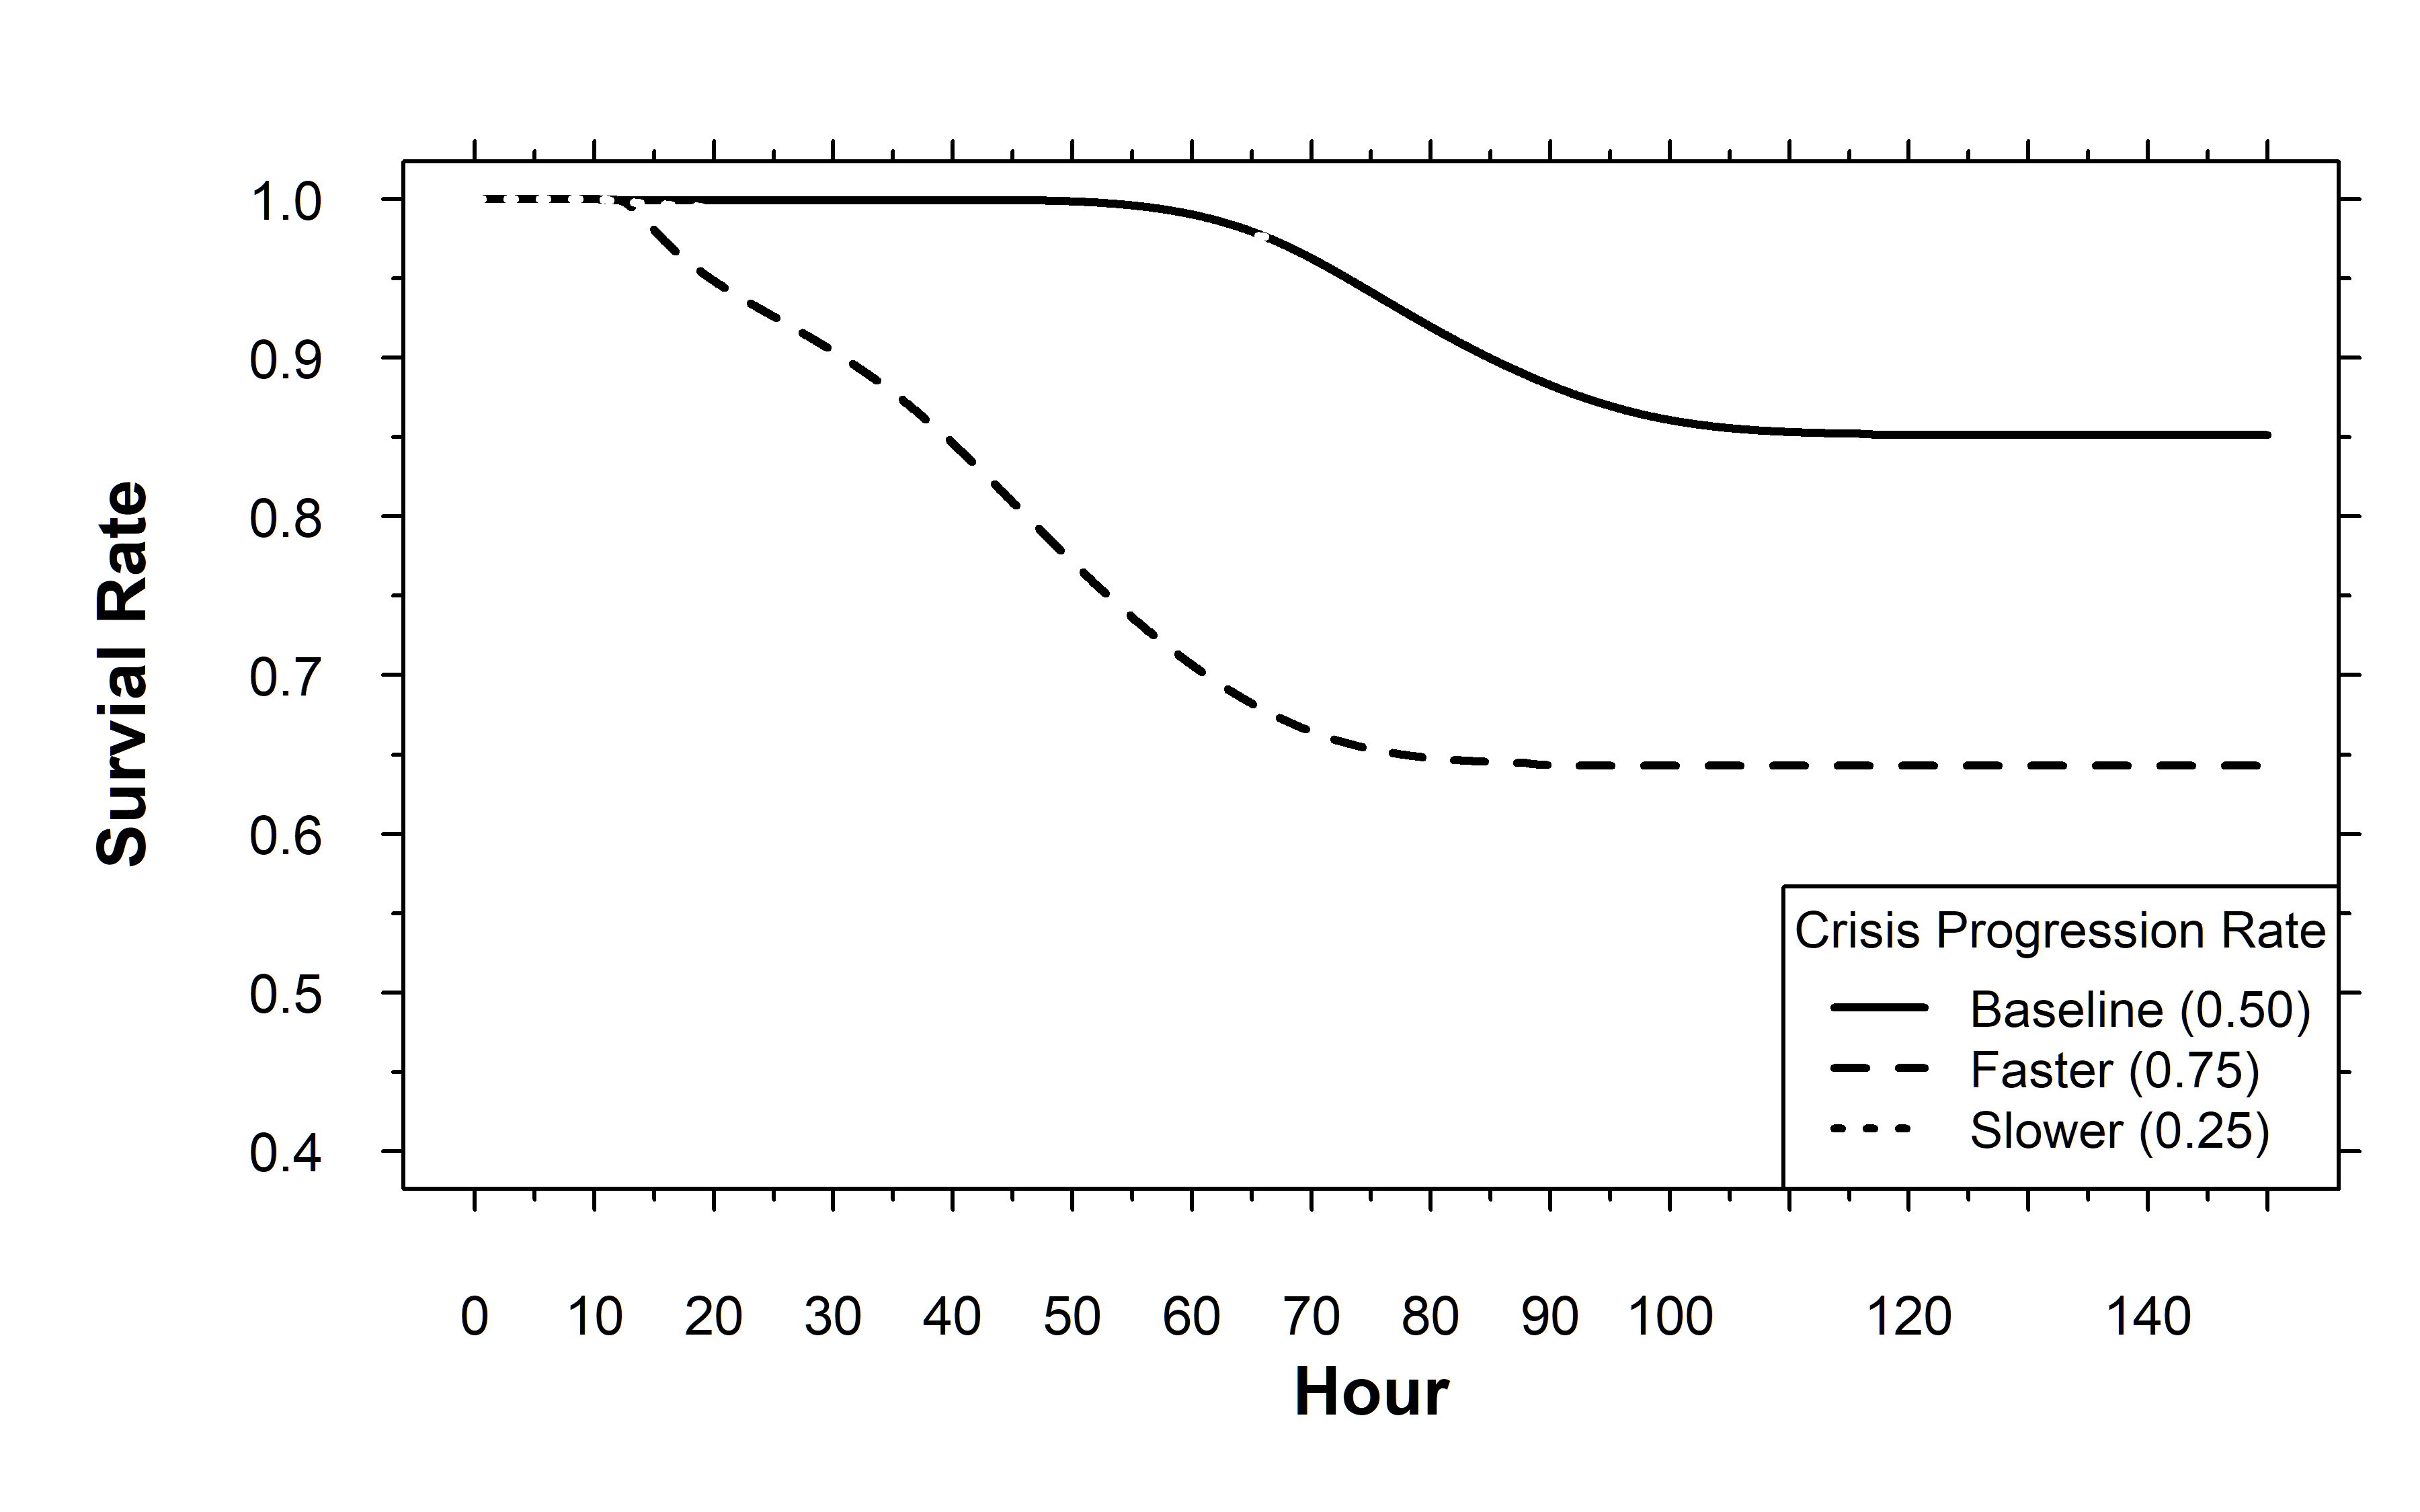 1.0
0.9
0.8
0.7
0.6
0.5
0.4
Survial Rate
Crisis Progression Rate
Baseline (0.50)
Faster (0.75)
Slower (0.25)
0 10 20 30 40 50 60 70 80 90 100 120 140
Hour